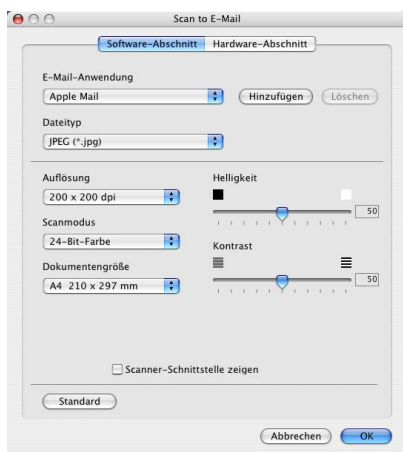 Scan to E-Mail
Software-Abschnitt Hardware-Abschnitt
E-Mail-Anwendung
Apple Mail Hinzufügen Löschen
Dateityp
JPEG (*.jpg)
Auflösung Helligkeit
200 x 200 dpi 50
Scanmodus
24-Bit-Farbe Kontrast
Dokumentengröße
A4 210 x 297 mm 50
Scanner-Schnittstelle zeigen
Standard
Abbrechen OK